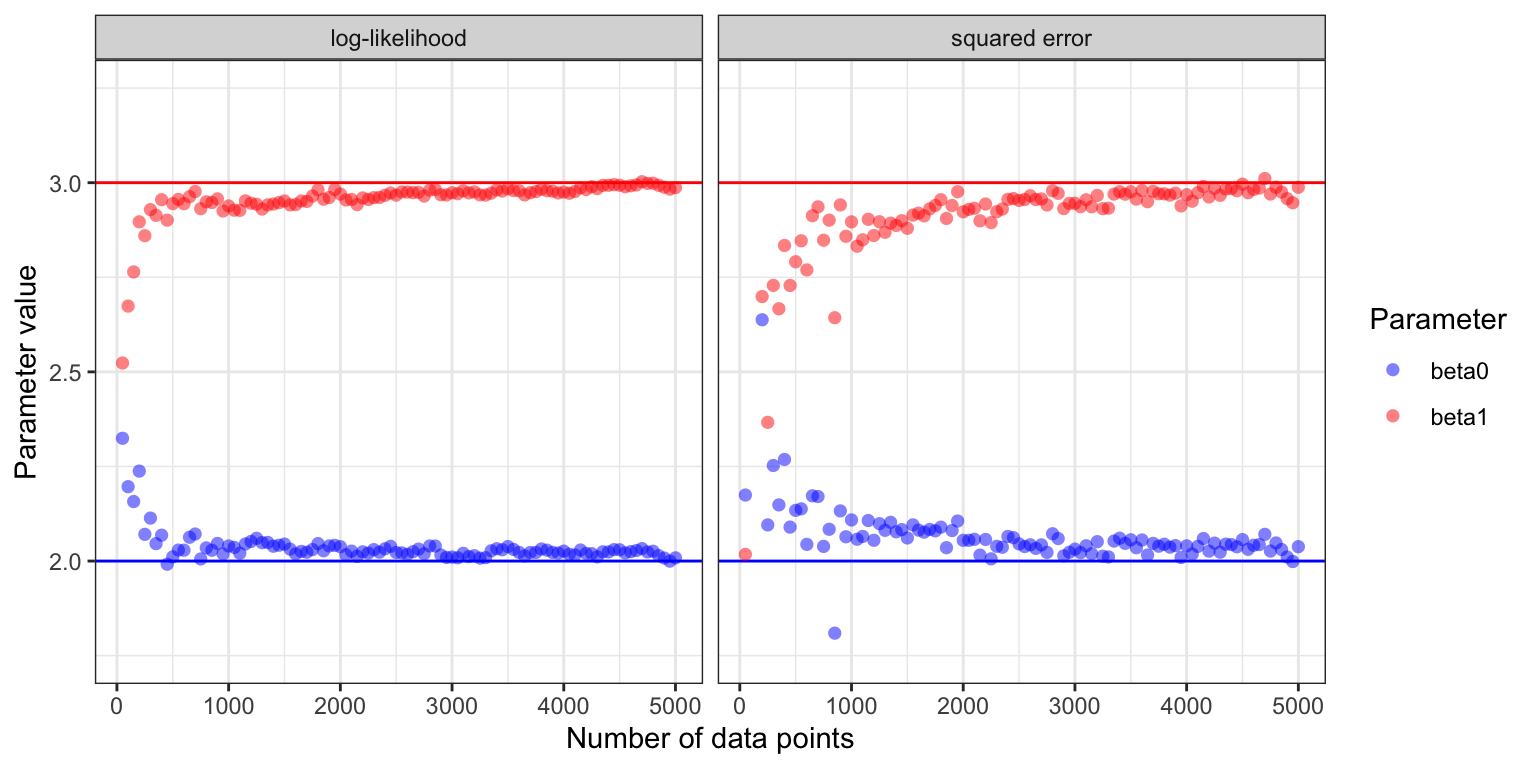 log-likelihood
squared error
Parameter value
3.0
2.5
2.0
0 1000 2000 3000 4000 5000
0 1000 2000 3000 4000 5000
Number of data points
Parameter
beta0
beta1